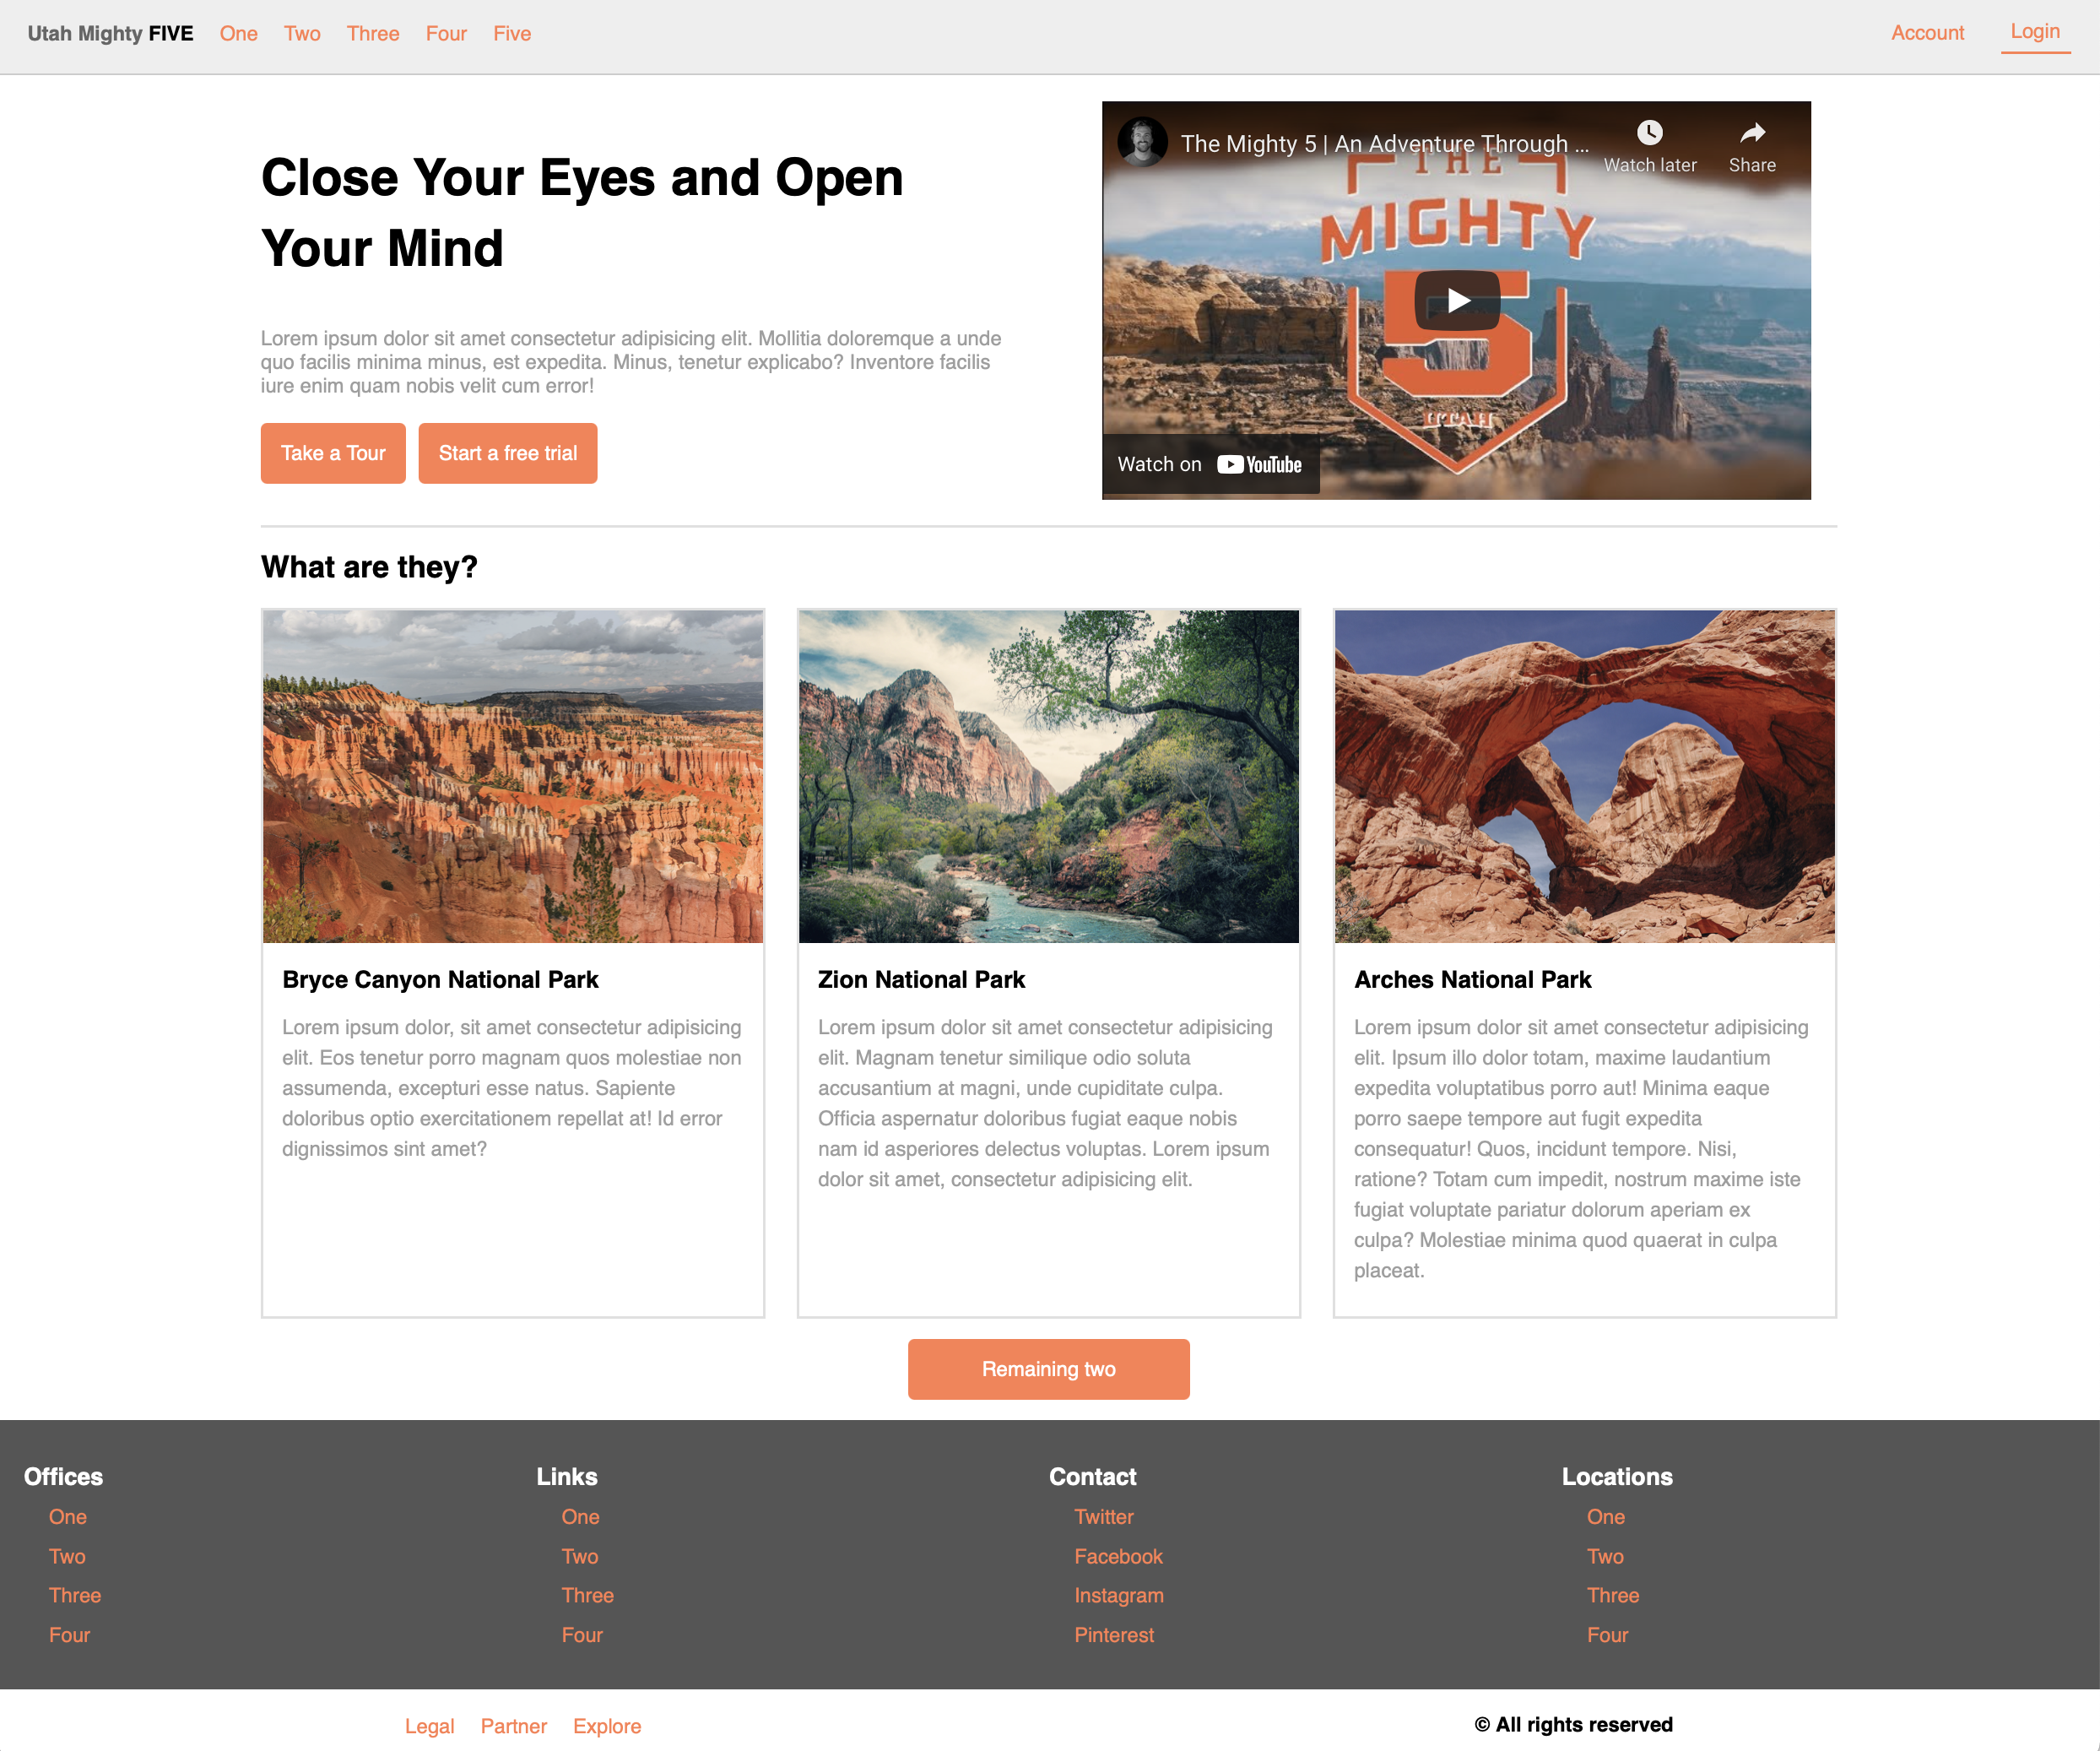 Utah Mighty FIVE One Two Three Four Five Account Login
Close Your Eyes and Open
Your Mind
Lorem ipsum dolor sit amet consectetur adipisicing elit. Mollitia doloremque a unde
quo facilis minima minus, est expedita. Minus, tenetur explicabo? Inventore facilis
iure enim quam nobis velit cum error!
Take a Tour Start a free trial
The Mighty 5 | An Adventure Through ...
Watch later Share
THE
MIGHTY
5
UTAH
Watch on YouTube
What are they?
Bryce Canyon National Park
Lorem ipsum dolor, sit amet consectetur adipisicing
elit. Eos tenetur porro magnam quos molestiae non
assumenda, excepturi esse natus. Sapiente
doloribus optio exercitationem repellat at! Id error
dignissimos sint amet?
Zion National Park
Lorem ipsum dolor sit amet consectetur adipisicing
elit. Magnam tenetur similique odio soluta
accusantium at magni, unde cupiditate culpa.
Officia aspernatur doloribus fugiat eaque nobis
nam id asperiores delectus voluptas. Lorem ipsum
dolor sit amet, consectetur adipisicing elit.
Arches National Park
Lorem ipsum dolor sit amet consectetur adipisicing
elit. Ipsum illo dolor totam, maxime laudantium
expedita voluptatibus porro aut! Minima eaque
porro saepe tempore aut fugit expedita
consequatur! Quos, incidunt tempore. Nisi,
ratione? Totam cum impedit, nostrum maxime iste
fugiat voluptate pariatur dolorum aperiam ex
culpa? Molestiae minima quod quaerat in culpa
placeat.
Remaining two
Offices
One
Two
Three
Four
Links
One
Two
Three
Four
Contact
Twitter
Facebook
Instagram
Pinterest
Locations
One
Two
Three
Four
Legal Partner Explore
© All rights reserved